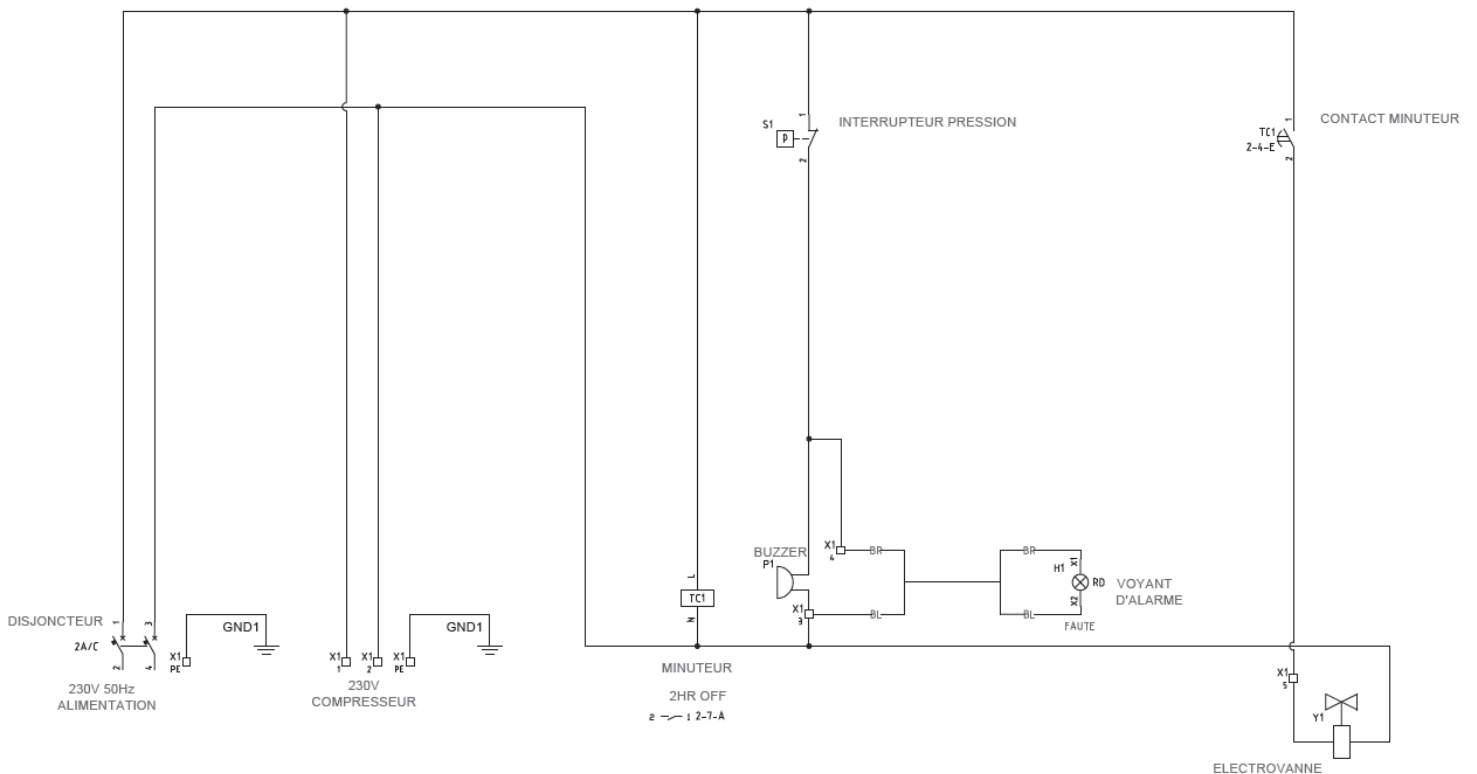 1
S1
P
2
INTERRUPTEUR PRESSION
1
TC1
2-4-E
2
CONTACT MINUTEUR
DISJONCTEUR
1
3
2A/C
2
4
230V 50Hz
ALIMENTATION
X1
PE
GND1
X1
1
X1
2
230V
COMPRESSEUR
X1
PE
GND1
L
TC1
N
MINUTEUR
2HR OFF
2 1 2-7-A
BUZZER
P1
X1
4
BR
X1
3
BL
BR
BL
H1
X1
X2
RD
VOYANT
D'ALARME
FAUTE
X1
5
Y1
ELECTROVANNE